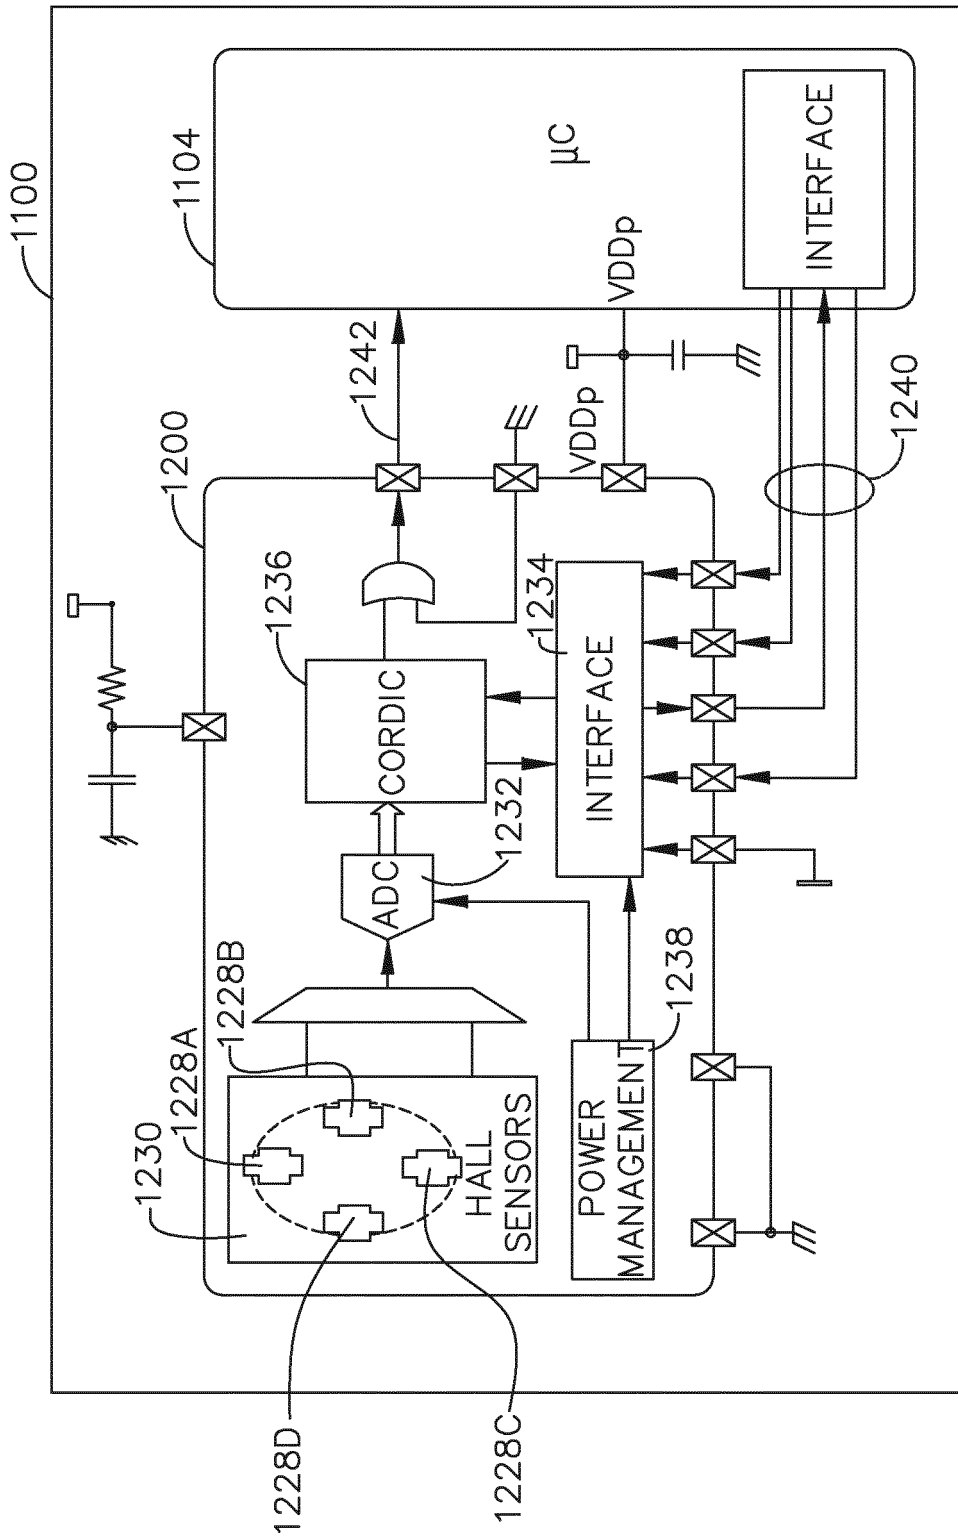 1100
1104
μC
VDDp
INTERFACE
1242
VDDp
1240
1200
1236
1234
CORDIC
INTERFACE
ADC
1232
1228B
1228A
1230
HALL
SENSORS
1238
POWER
MANAGEMENT
1228D
1228C